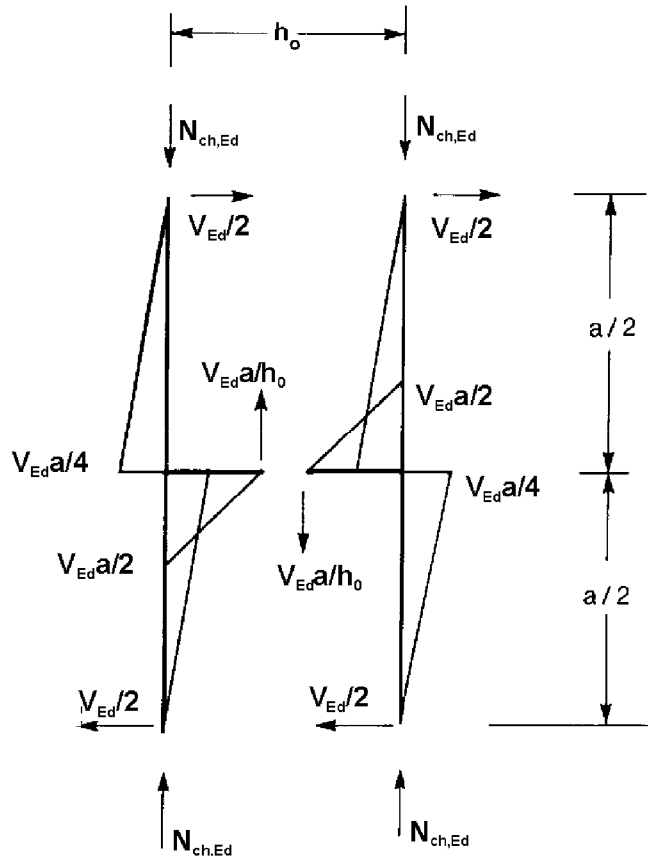 h₀
N_ch,Ed N_ch,Ed
V_Ed/2 V_Ed/2
a / 2
V_Ed a/h₀
V_Ed a/2
V_Ed a/4
V_Ed a/4
V_Ed a/2
V_Ed a/h₀
a / 2
V_Ed/2 V_Ed/2
N_ch,Ed N_ch,Ed